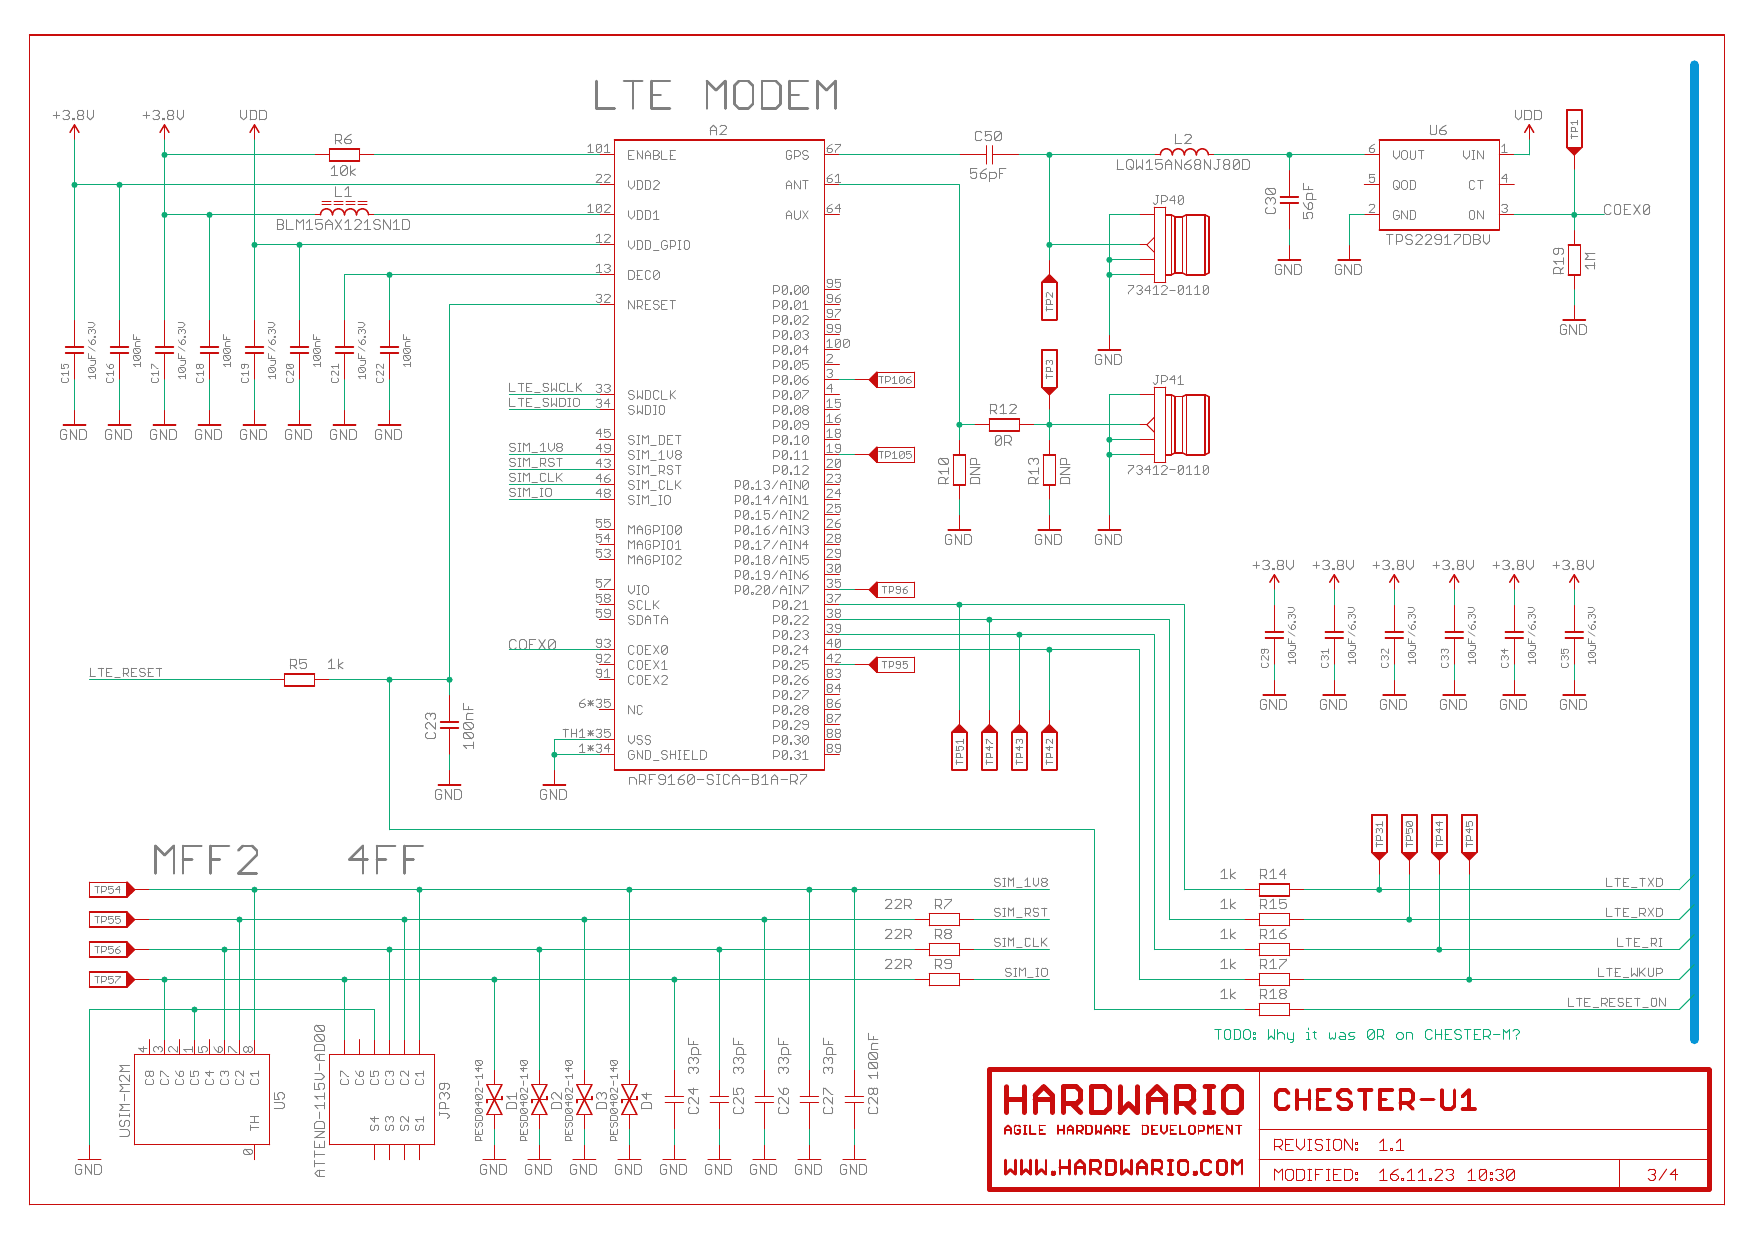 LTE MODEM
+3.8V
+3.8V
VDD
R6
10k
L1
BLM15AX121SN1D
A2
101 ENABLE
22 VDD2
102 VDD1
12 VDD_GPIO
13 DEC0
32 NRESET
LTE_SWCLK 33 SWDCLK
LTE_SWDIO 34 SWDIO
45 SIM_DET
SIM_1V8 49 SIM_1V8
SIM_RST 43 SIM_RST
SIM_CLK 46 SIM_CLK
SIM_IO 48 SIM_IO
55 MAGPIO0
54 MAGPIO1
53 MAGPIO2
57 VIO
58 SCLK
59 SDATA
COEX0 93 COEX0
92 COEX1
91 COEX2
6*35 NC
TH1*35 VSS
1*34 GND_SHIELD
nRF9160-SICA-B1A-R7
GPS 67
ANT 61
AUX 64
P0.00 95
P0.01 96
P0.02 97
P0.03 99
P0.04 100
P0.05 2
P0.06 3 TP106
P0.07 4
P0.08 15
P0.09 16
P0.10 18
P0.11 19 TP105
P0.12 20
P0.13/AIN0 23
P0.14/AIN1 24
P0.15/AIN2 25
P0.16/AIN3 26
P0.17/AIN4 28
P0.18/AIN5 29
P0.19/AIN6 30
P0.20/AIN7 35 TP96
P0.21 37
P0.22 38
P0.23 39
P0.24 40
P0.25 42 TP95
P0.26 83
P0.27 84
P0.28 86
P0.29 87
P0.30 88
P0.31 89
C15 10uF/6.3V
C16 100nF
C17 10uF/6.3V
C18 100nF
C19 10uF/6.3V
C20 100nF
C21 10uF/6.3V
C22 100nF
GND GND GND GND GND GND GND GND
LTE_RESET
R5 1k
C23 100nF
GND
GND
C50
56pF
L2
LQW15AN68NJ80D
C30 56pF
GND
U6
6 VOUT VIN 1
5 QOD CT 4
2 GND ON 3
TPS22917DBV
GND
VDD
TP1
COEX0
R19 1M
GND
JP40
73412-0110
TP2
GND
TP3
JP41
73412-0110
R12
0R
R10 DNP
R13 DNP
GND GND GND
+3.8V +3.8V +3.8V +3.8V +3.8V +3.8V
C29 10uF/6.3V
C31 10uF/6.3V
C32 10uF/6.3V
C33 10uF/6.3V
C34 10uF/6.3V
C35 10uF/6.3V
GND GND GND GND GND GND
TP51 TP47 TP43 TP42
TP31 TP50 TP44 TP45
1k R14 LTE_TXD
1k R15 LTE_RXD
1k R16 LTE_RI
1k R17 LTE_WKUP
1k R18 LTE_RESET_ON
TODO: Why it was 0R on CHESTER-M?
MFF2 4FF
TP54 SIM_1V8
TP55 22R R7 SIM_RST
TP56 22R R8 SIM_CLK
TP57 22R R9 SIM_IO
4 3 2 1 5 6 7 8
C8 C7 C6 C5 C4 C3 C2 C1
TH
0
USIM-M2M
U5
C7 C6 C5 C3 C2 C1
S4 S3 S2 S1
ATTEND-115V-AD00
JP39
PESD0402-140 D1
PESD0402-140 D2
PESD0402-140 D3
PESD0402-140 D4
C24 33pF
C25 33pF
C26 33pF
C27 33pF
C28 100nF
GND GND GND GND GND GND GND GND GND GND
HARDWARIO
AGILE HARDWARE DEVELOPMENT
WWW.HARDWARIO.COM
CHESTER-U1
REVISION: 1.1
MODIFIED: 16.11.23 10:30
3/4